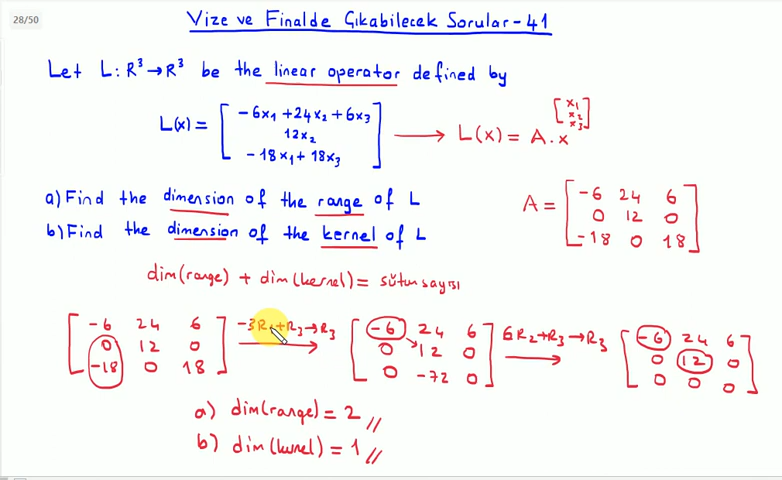 28/50
Vize ve Finalde Çıkabilecek Sorular - 41
Let L: R³→R³ be the linear operator defined by
L(x) = [ -6x₁ + 24x₂ + 6x₃
12x₂
-18x₁ + 18x₃ ] → L(x) = A . x [ x₁ x₂ x₃ ]
a) Find the dimension of the range of L
b) Find the dimension of the kernel of L
A = [ -6 24 6
0 12 0
-18 0 18 ]
dim(range) + dim(kernel) = sütun sayısı
[ -6 24 6 ] -3R₁+R₃→R₃ [ -6 24 6 ] 6R₂+R₃→R₃ [ -6 24 6 ]
[ 0 12 0 ] → [ 0 12 0 ] → [ 0 12 0 ]
[ -18 0 18 ] [ 0 -72 0 ] [ 0 0 0 ]
a) dim(range) = 2 //
b) dim(kernel) = 1 //